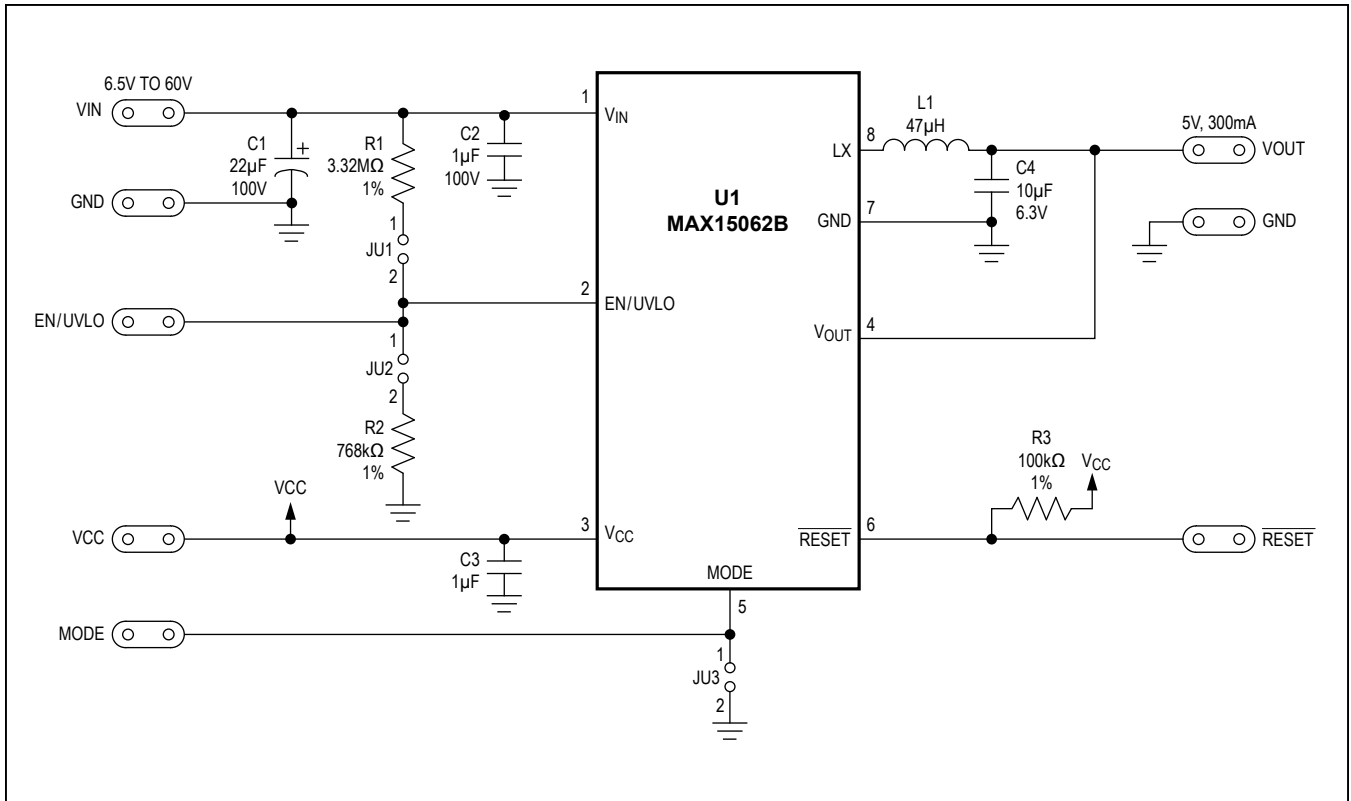 6.5V TO 60V
VIN
C1
22µF
100V
+
R1
3.32MΩ
1%
C2
1µF
100V
1
VIN
GND
1
JU1
2
EN/UVLO
2
EN/UVLO
1
JU2
2
R2
768kΩ
1%
VCC
VCC
C3
1µF
3
VCC
MODE
U1
MAX15062B
MODE
5
1
JU3
2
LX
8
L1
47µH
C4
10µF
6.3V
5V, 300mA
VOUT
GND
7
GND
VOUT
4
R3
100kΩ
1%
VCC
RESET
6
RESET